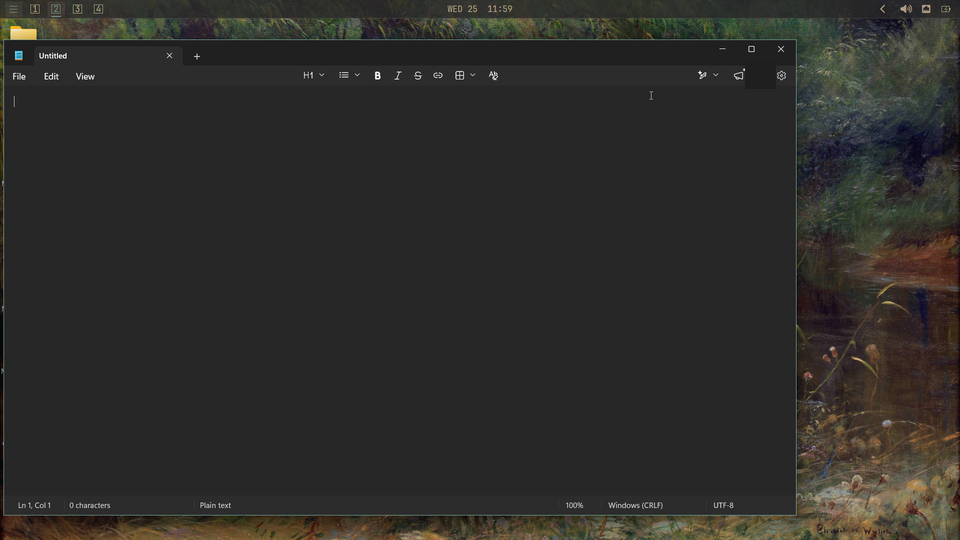 1 2 3 4
WED 25 11:59
Untitled
File Edit View
H1
Ln 1, Col 1
0 characters
Plain text
100%
Windows (CRLF)
UTF-8